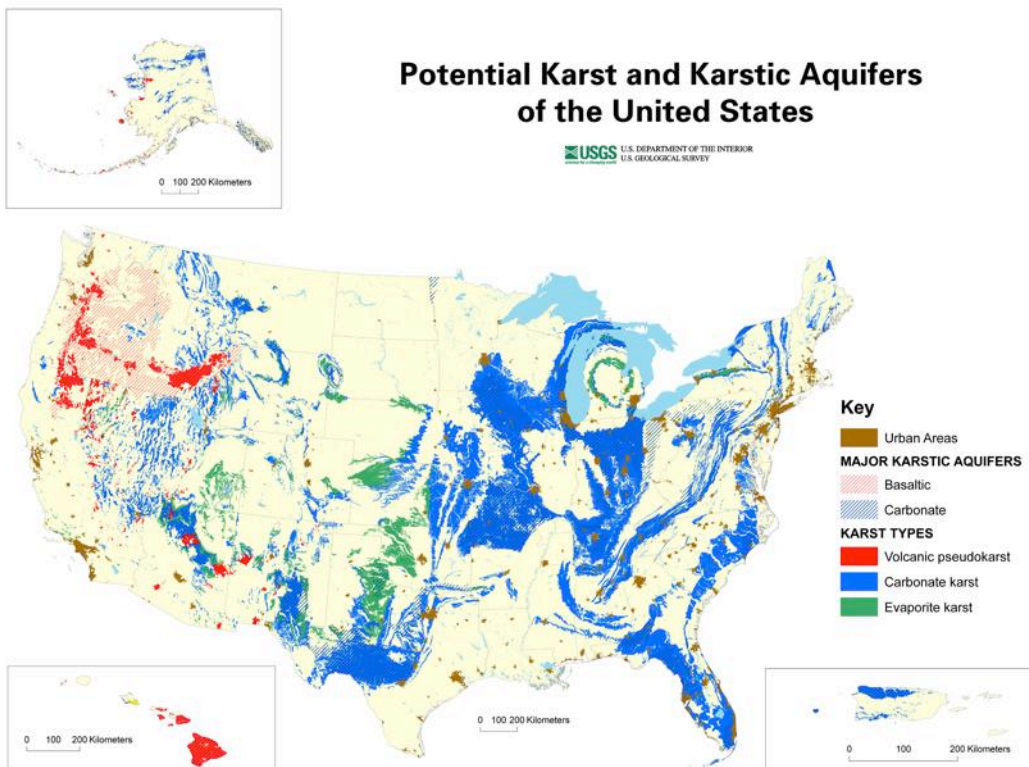 Potential Karst and Karstic Aquifers
of the United States
USGS
U.S. DEPARTMENT OF THE INTERIOR
U.S. GEOLOGICAL SURVEY
0 100 200 Kilometers
Key
Urban Areas
MAJOR KARSTIC AQUIFERS
Basaltic
Carbonate
KARST TYPES
Volcanic pseudokarst
Carbonate karst
Evaporite karst
0 100 200 Kilometers
0 100 200 Kilometers
0 100 200 Kilometers